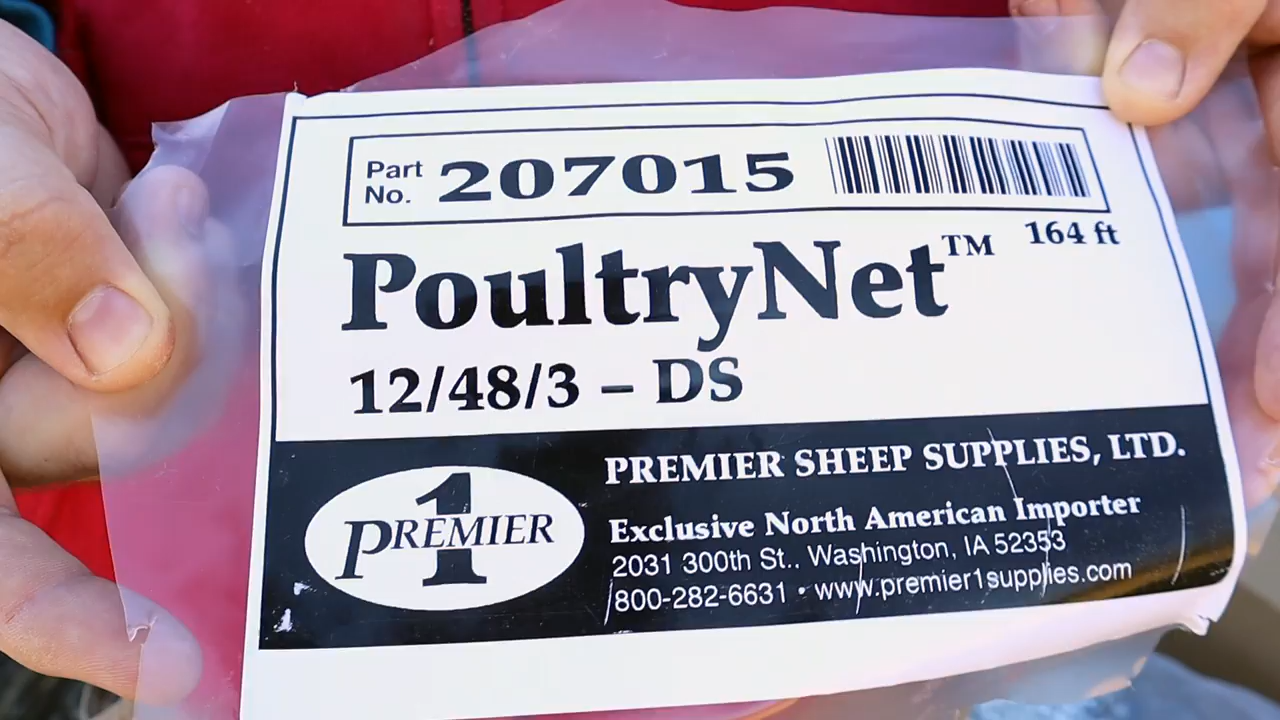 Part No. 207015
PoultryNet™ 164 ft
12/48/3 – DS
1 PREMIER
PREMIER SHEEP SUPPLIES, LTD.
Exclusive North American Importer
2031 300th St.. Washington, IA 52353
800-282-6631 • www.premier1supplies.com